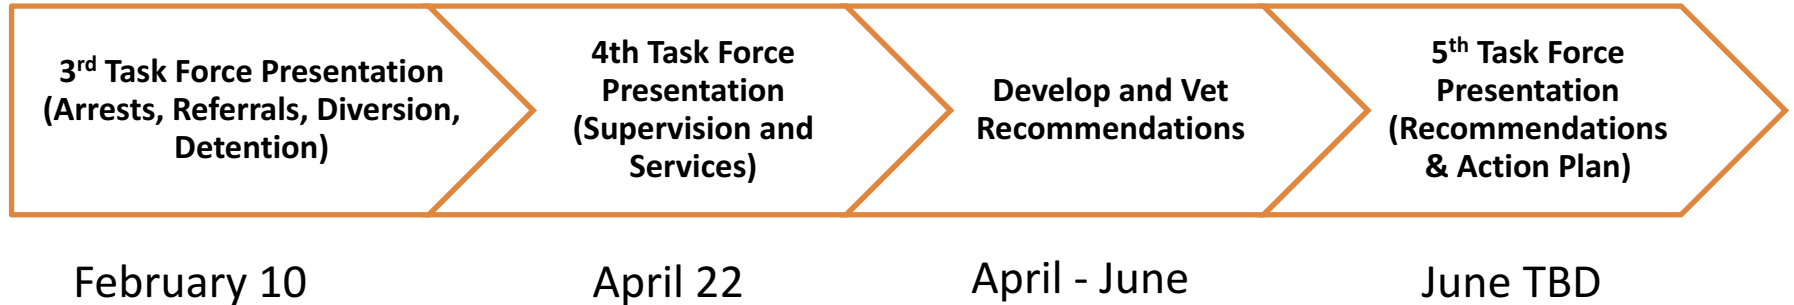 3rd Task Force Presentation
(Arrests, Referrals, Diversion,
Detention)
4th Task Force
Presentation
(Supervision and
Services)
Develop and Vet
Recommendations
5th Task Force
Presentation
(Recommendations
& Action Plan)
February 10
April 22
April - June
June TBD